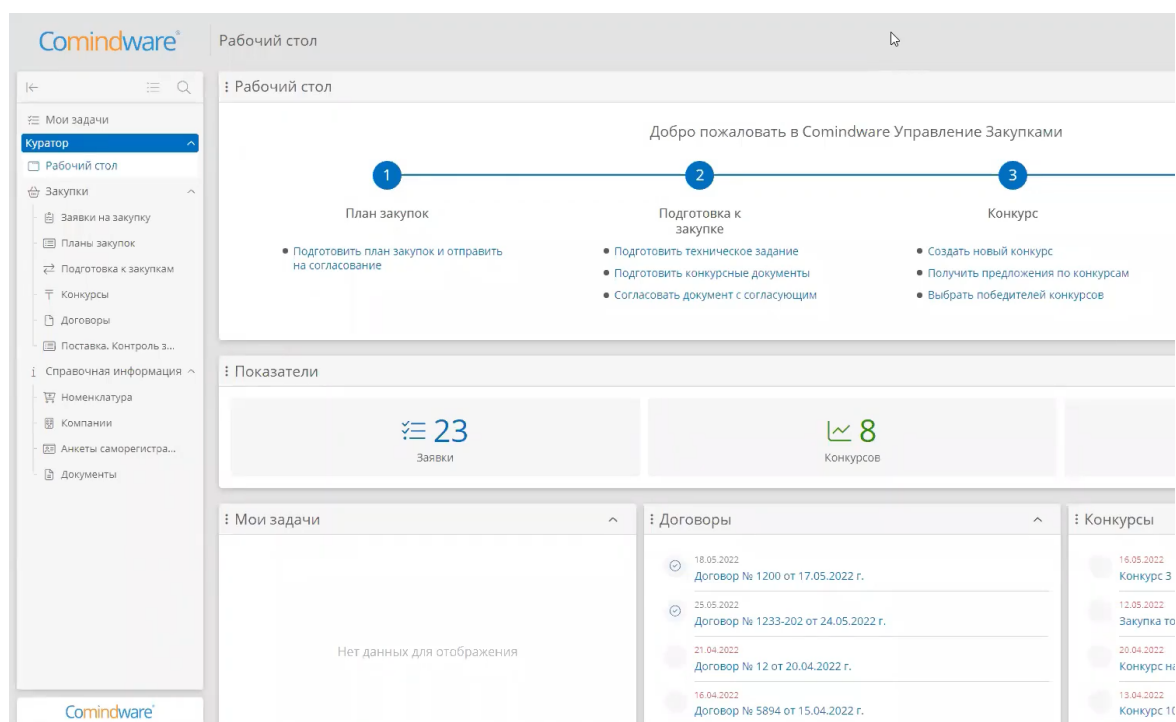 Comindware®
Рабочий стол
Рабочий стол
Мои задачи
Куратор
Рабочий стол
Закупки
Заявки на закупку
Планы закупок
Подготовка к закупкам
Конкурсы
Договоры
Поставка. Контроль з...
Справочная информация
Номенклатура
Компании
Анкеты саморегистра...
Документы
Comindware®
Добро пожаловать в Comindware Управление Закупками
1
2
3
План закупок
Подготовка к
закупке
Конкурс
Подготовить план закупок и отправить
на согласование
Подготовить техническое задание
Подготовить конкурсные документы
Согласовать документ с согласующим
Создать новый конкурс
Получить предложения по конкурсам
Выбрать победителей конкурсов
Показатели
23
Заявки
8
Конкурсов
Мои задачи
Нет данных для отображения
Договоры
18.05.2022
Договор № 1200 от 17.05.2022 г.
25.05.2022
Договор № 1233-202 от 24.05.2022 г.
21.04.2022
Договор № 12 от 20.04.2022 г.
16.04.2022
Договор № 5894 от 15.04.2022 г.
Конкурсы
16.05.2022
Конкурс 3
12.05.2022
Закупка то
20.04.2022
Конкурс на
13.04.2022
Конкурс 10